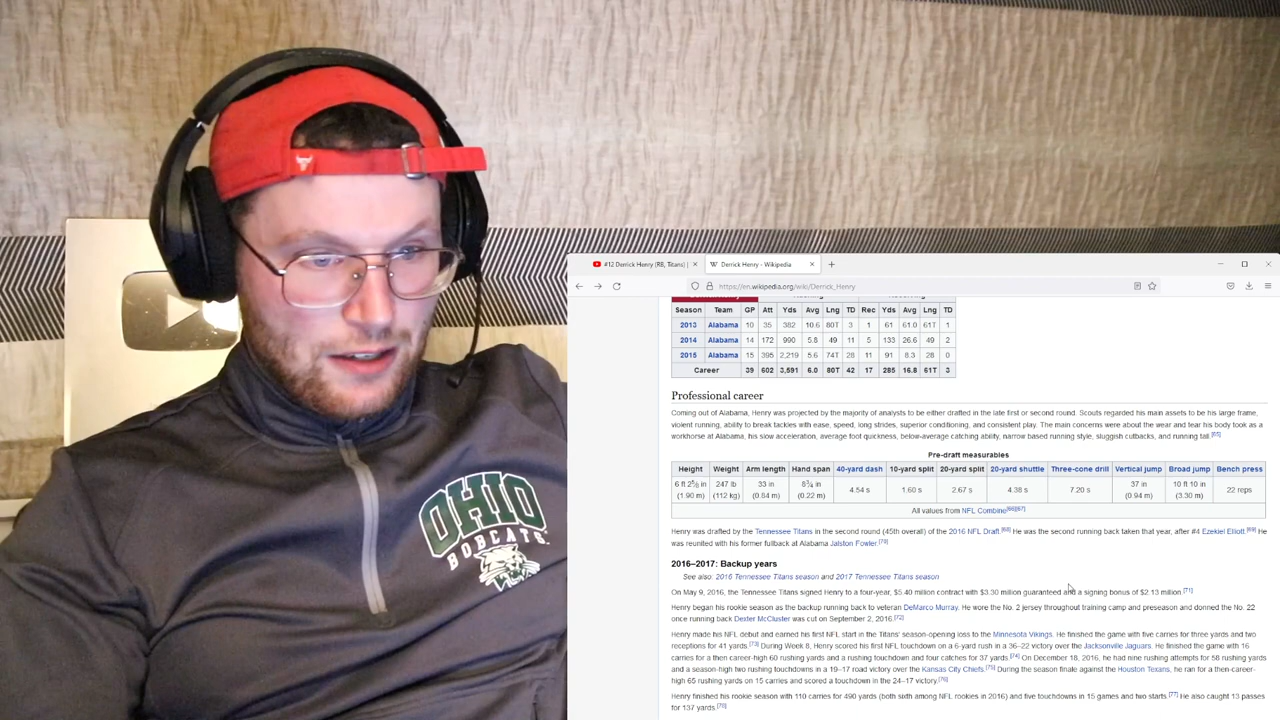 OHIO
BOBCATS
#12 Derrick Henry (RB, Titans) |
Derrick Henry - Wikipedia
https://en.wikipedia.org/wiki/Derrick_Henry
Season Team GP Att Yds Avg Lng TD Rec Yds Avg Lng TD
2013 Alabama 10 35 382 10.6 80T 3 1 61 61.0 61T 1
2014 Alabama 14 172 990 5.8 49 11 5 133 26.6 49 2
2015 Alabama 15 395 2,219 5.6 74T 28 11 91 8.3 28 0
Career 39 602 3,591 6.0 80T 42 17 285 16.8 61T 3
Professional career
Coming out of Alabama, Henry was projected by the majority of analysts to be either drafted in the late first or second round. Scouts regarded his main assets to be his large frame,
violent running, ability to break tackles with ease, speed, long strides, superior conditioning, and consistent play. The main concerns were about the wear and tear his body took as a
workhorse at Alabama, his slow acceleration, average foot quickness, below-average catching ability, narrow based running style, sluggish cutbacks, and running tall.[65]
Pre-draft measurables
Height Weight Arm length Hand span 40-yard dash 10-yard split 20-yard split 20-yard shuttle Three-cone drill Vertical jump Broad jump Bench press
6 ft 2⅝ in 247 lb 33 in 8¾ in 4.54 s 1.60 s 2.67 s 4.38 s 7.20 s 37 in 10 ft 10 in 22 reps
(1.90 m) (112 kg) (0.84 m) (0.22 m) (0.94 m) (3.30 m)
All values from NFL Combine[66][67]
Henry was drafted by the Tennessee Titans in the second round (45th overall) of the 2016 NFL Draft.[68] He was the second running back taken that year, after #4 Ezekiel Elliott.[69] He
was reunited with his former fullback at Alabama Jalston Fowler.[70]
2016–2017: Backup years
See also: 2016 Tennessee Titans season and 2017 Tennessee Titans season
On May 9, 2016, the Tennessee Titans signed Henry to a four-year, $5.40 million contract with $3.30 million guaranteed and a signing bonus of $2.13 million.[71]
Henry began his rookie season as the backup running back to veteran DeMarco Murray. He wore the No. 2 jersey throughout training camp and preseason and donned the No. 22
once running back Dexter McCluster was cut on September 2, 2016.[72]
Henry made his NFL debut and earned his first NFL start in the Titans' season-opening loss to the Minnesota Vikings. He finished the game with five carries for three yards and two
receptions for 41 yards.[73] During Week 8, Henry scored his first NFL touchdown on a 6-yard rush in a 36–22 victory over the Jacksonville Jaguars. He finished the game with 16
carries for a then career-high 60 rushing yards and a rushing touchdown and four catches for 37 yards.[74] On December 18, 2016, he had nine rushing attempts for 58 rushing yards
and a season-high two rushing touchdowns in a 19–17 road victory over the Kansas City Chiefs.[75] During the season finale against the Houston Texans, he ran for a then-career-
high 65 rushing yards on 15 carries and scored a touchdown in the 24–17 victory.[76]
Henry finished his rookie season with 110 carries for 490 yards (both sixth among NFL rookies in 2016) and five touchdowns in 15 games and two starts.[77] He also caught 13 passes
for 137 yards.[78]